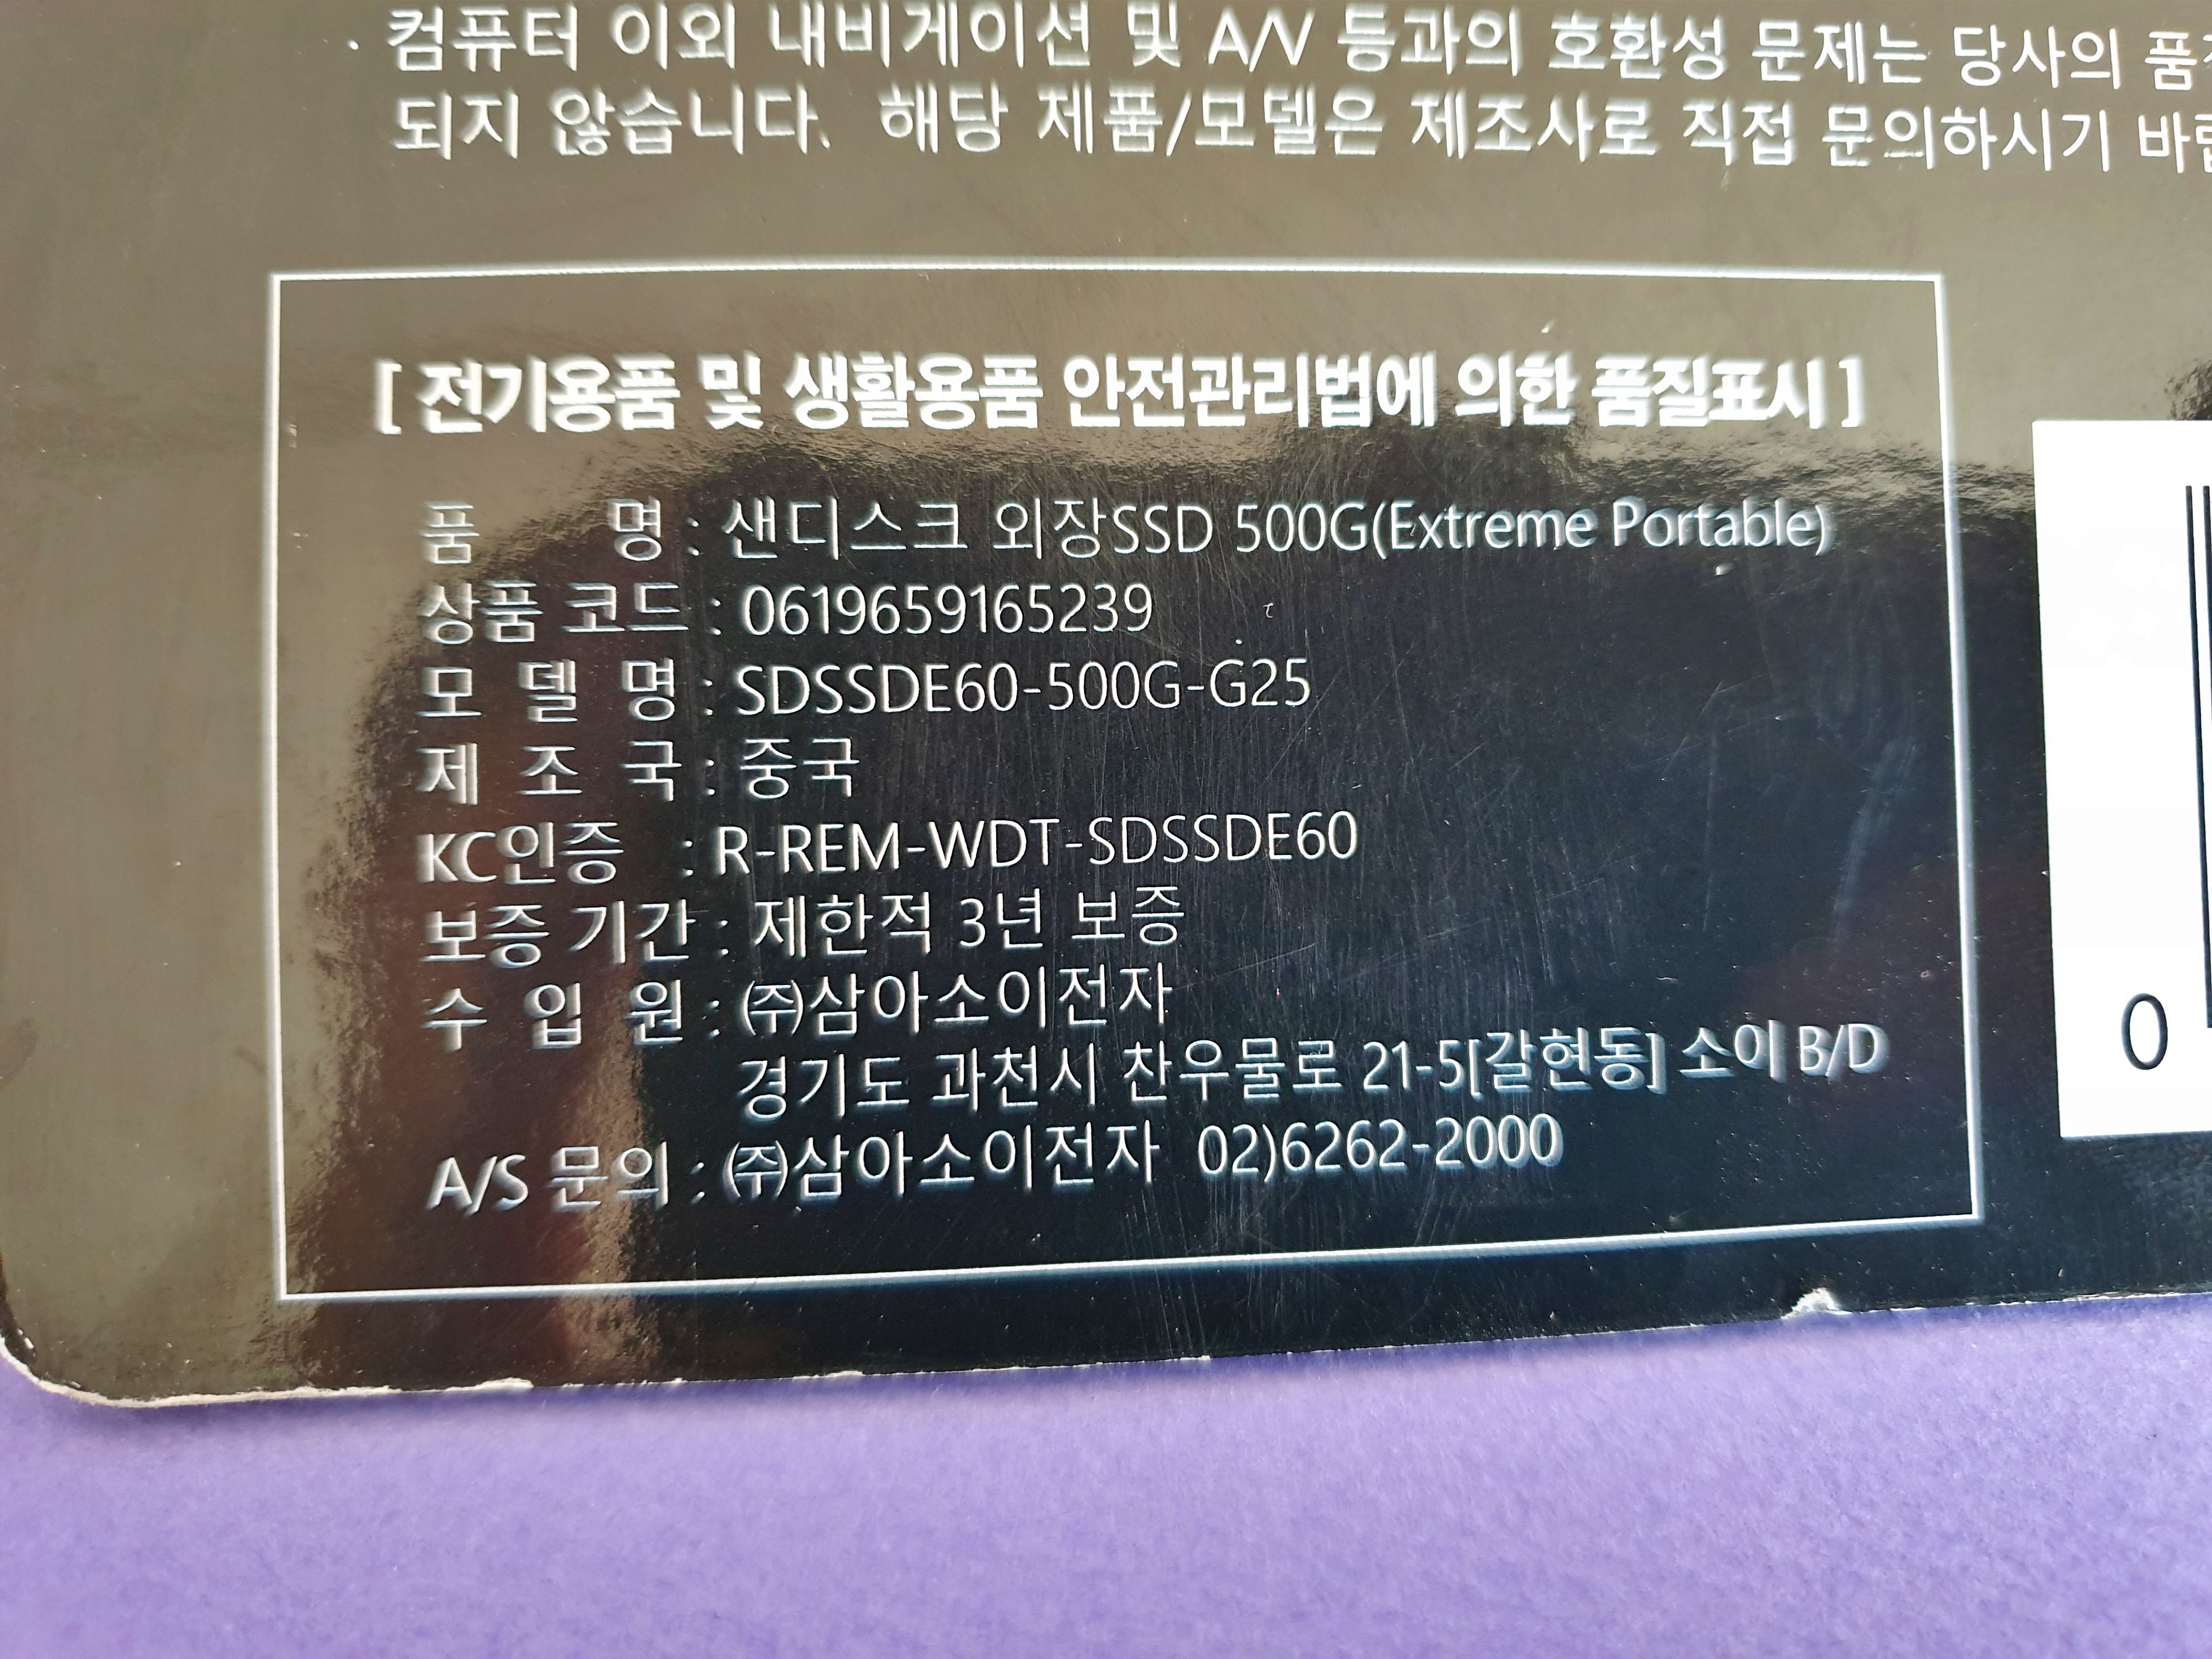 · 컴퓨터 이외 내비게이션 및 A/V 등과의 호환성 문제는 당사의
되지 않습니다. 해당 제품/모델은 제조사로 직접 문의하시기
[ 전기용품 및 생활용품 안전관리법에 의한 품질표시 ]
품 명 : 샌디스크 외장SSD 500G(Extreme Portable)
상품 코드 : 0619659165239
모 델 명 : SDSSDE60-500G-G25
제 조 국 : 중국
KC인증 : R-REM-WDT-SDSSDE60
보증 기간 : 제한적 3년 보증
수 입 원 : ㈜삼아소이전자
경기도 과천시 찬우물로 21-5[갈현동] 소이 B/D
A/S 문의 : ㈜삼아소이전자 02)6262-2000
0